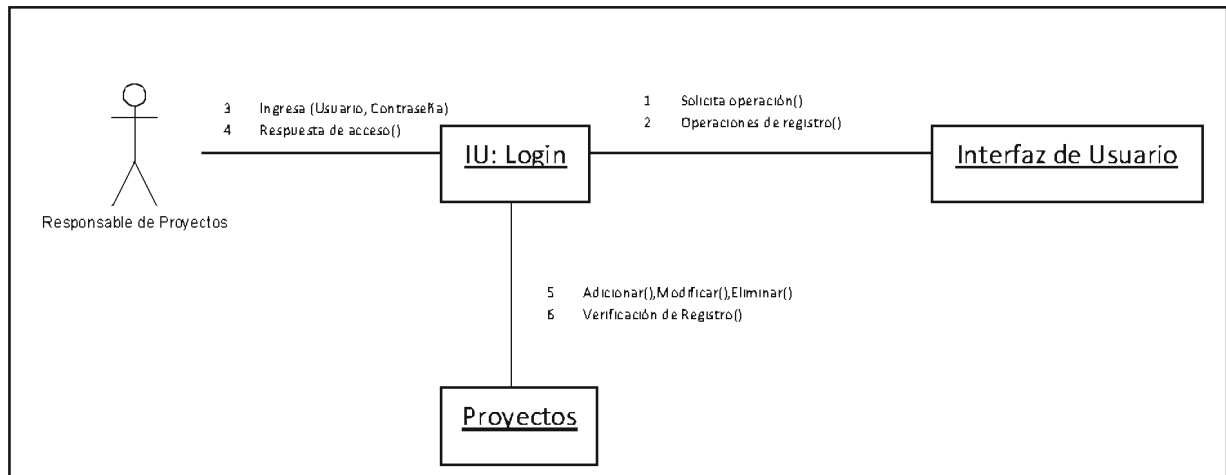 3 Ingresa (Usuario, Contraseña)
4 Respuesta de acceso()
1 Solicita operación()
2 Operaciones de registro()
IU: Login
Interfaz de Usuario
Responsable de Proyectos
5 Adicionar(),Modificar(),Eliminar()
6 Verificación de Registro()
Proyectos